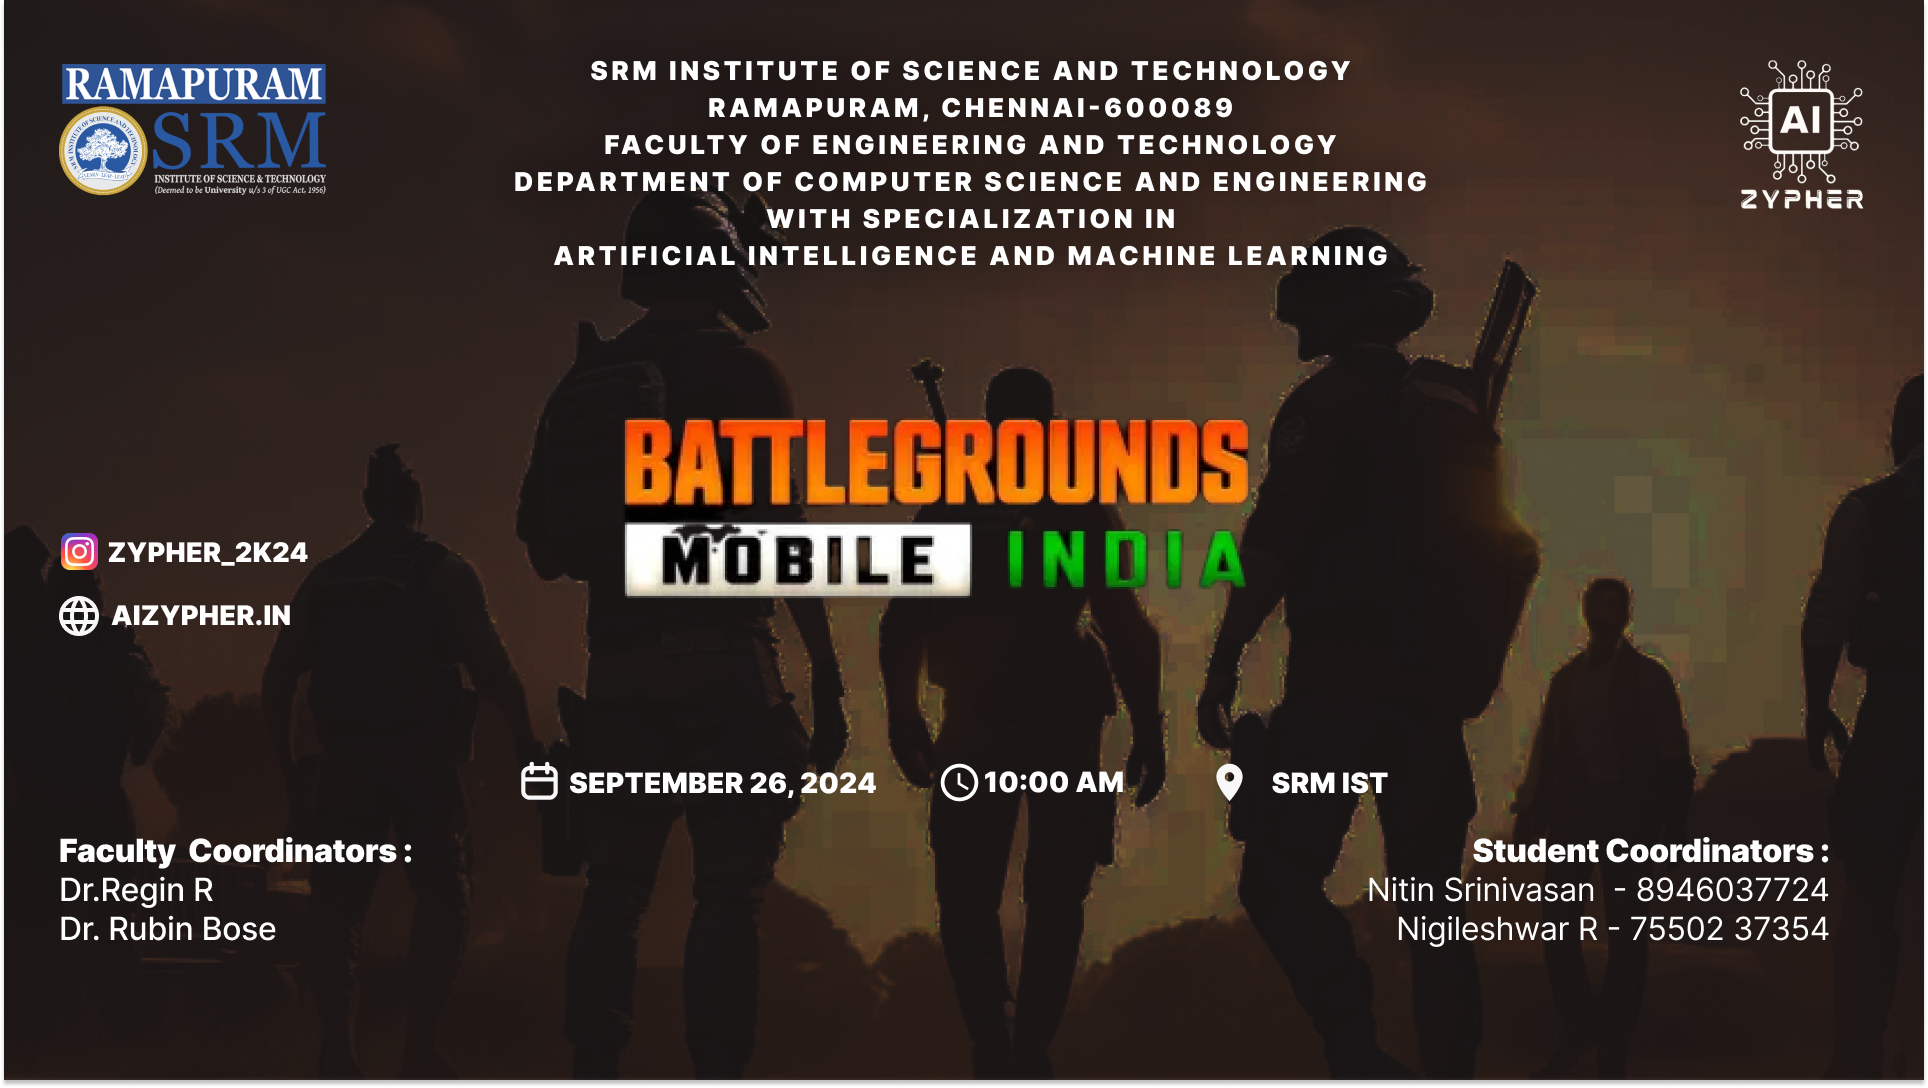 RAMAPURAM
SRM
INSTITUTE OF SCIENCE & TECHNOLOGY
(Deemed to be University u/s 3 of UGC Act, 1956)
SRM INSTITUTE OF SCIENCE AND TECHNOLOGY
RAMAPURAM, CHENNAI-600089
FACULTY OF ENGINEERING AND TECHNOLOGY
DEPARTMENT OF COMPUTER SCIENCE AND ENGINEERING
WITH SPECIALIZATION IN
ARTIFICIAL INTELLIGENCE AND MACHINE LEARNING
AI
ZYPHER
BATTLEGROUNDS
MOBILE INDIA
ZYPHER_2K24
AIZYPHER.IN
SEPTEMBER 26, 2024 10:00 AM SRM IST
Faculty Coordinators :
Dr.Regin R
Dr. Rubin Bose
Student Coordinators :
Nitin Srinivasan - 8946037724
Nigileshwar R - 75502 37354